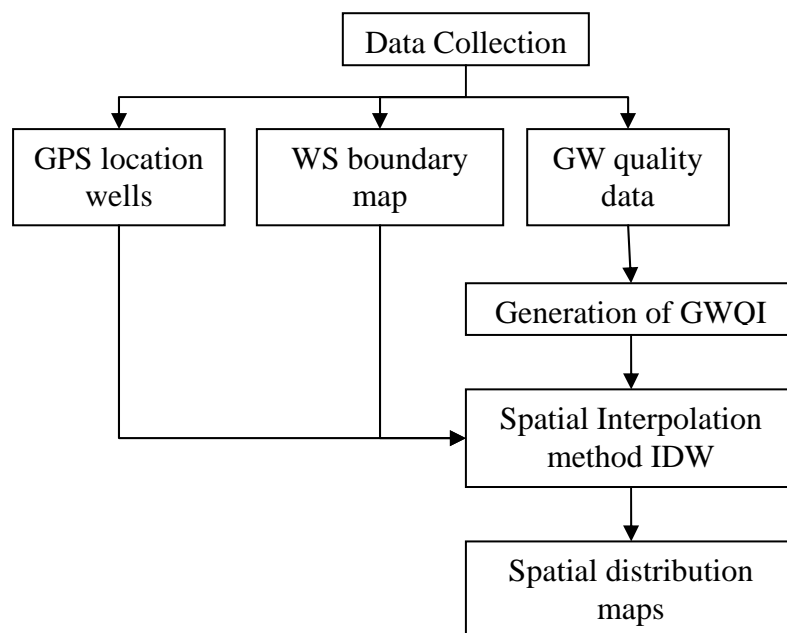 Data Collection
GPS location
wells
WS boundary
map
GW quality
data
Generation of GWQI
Spatial Interpolation
method IDW
Spatial distribution
maps